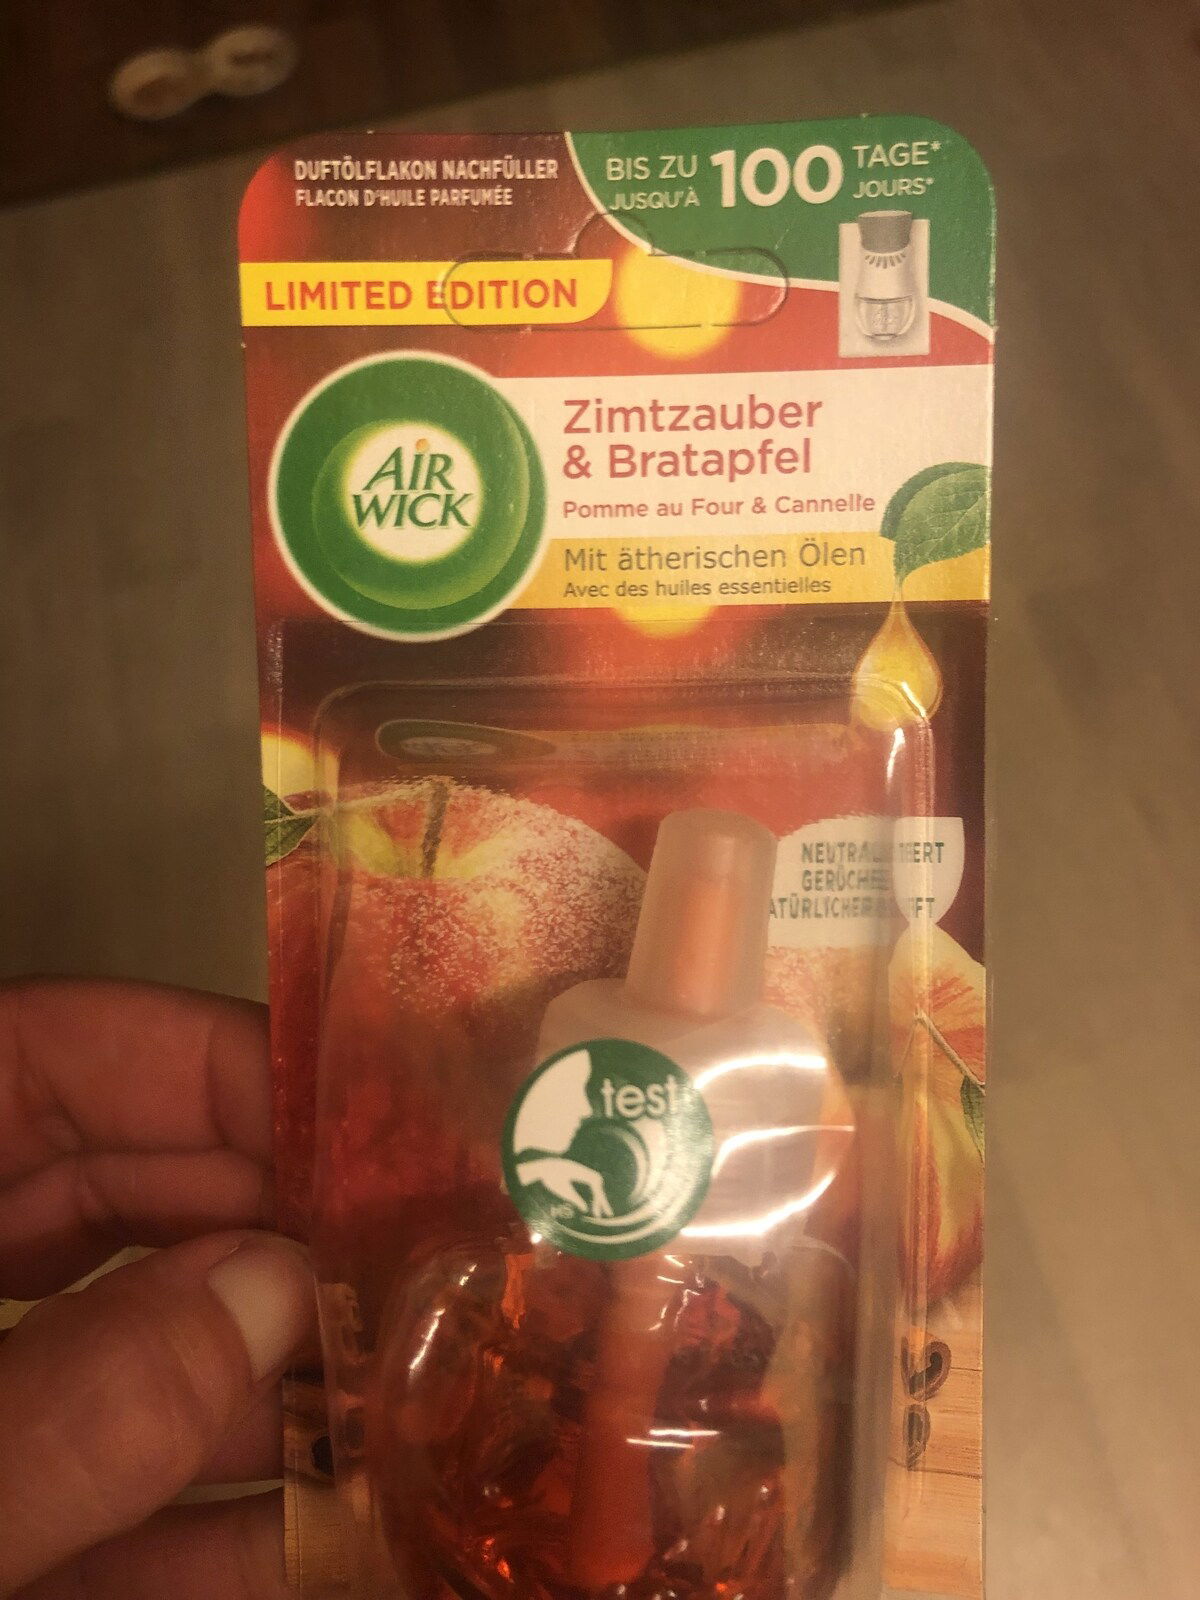 DUFTÖLFLAKON NACHFÜLLER
FLACON D'HUILE PARFUMÉE
BIS ZU 100 TAGE*
JUSQU'À JOURS*
LIMITED EDITION
AIR
WICK
Zimtzauber
& Bratapfel
Pomme au Four & Cannelle
Mit ätherischen Ölen
Avec des huiles essentielles
GERÜCHE
test